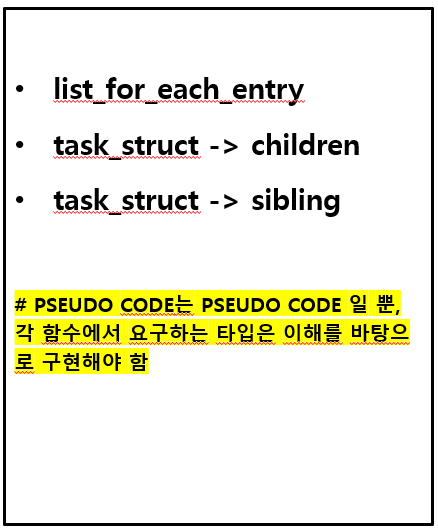 • list_for_each_entry
• task_struct -> children
• task_struct -> sibling
# PSEUDO CODE는 PSEUDO CODE 일 뿐,
각 함수에서 요구하는 타입은 이해를 바탕으
로 구현해야 함